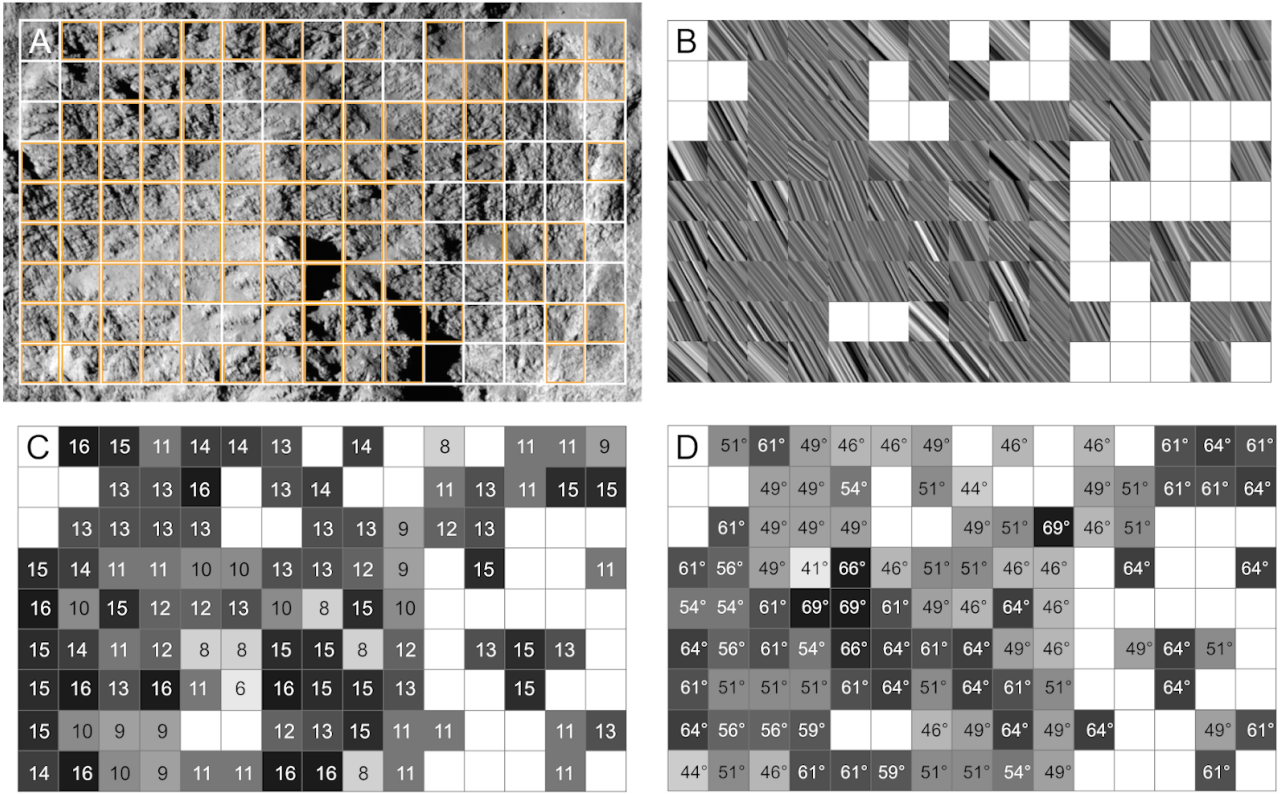 A
B
C 16 15 11 14 14 13 14 8 11 11 9
13 13 16 13 14 11 13 11 15 15
13 13 13 13 13 13 9 12 13
15 14 11 11 10 10 13 13 12 9 15 11
16 10 15 12 12 13 10 8 15 10
15 14 11 12 8 8 15 15 8 12 13 15 13
15 16 13 16 11 6 16 15 15 13 15
15 10 9 9 12 13 15 11 11 11 13
14 16 10 9 11 11 16 16 8 11 11
D 51° 61° 49° 46° 46° 49° 46° 46° 61° 64° 61°
49° 49° 54° 51° 44° 49° 51° 61° 61° 64°
61° 49° 49° 49° 49° 51° 69° 46° 51°
61° 56° 49° 41° 66° 46° 51° 51° 46° 46° 64° 64°
54° 54° 61° 69° 69° 61° 49° 46° 64° 46°
64° 56° 61° 54° 66° 64° 61° 64° 49° 46° 49° 64° 51°
61° 51° 51° 51° 61° 64° 51° 64° 61° 51° 64°
64° 56° 56° 59° 46° 49° 64° 49° 64° 49° 61°
44° 51° 46° 61° 61° 59° 51° 51° 54° 49° 61°